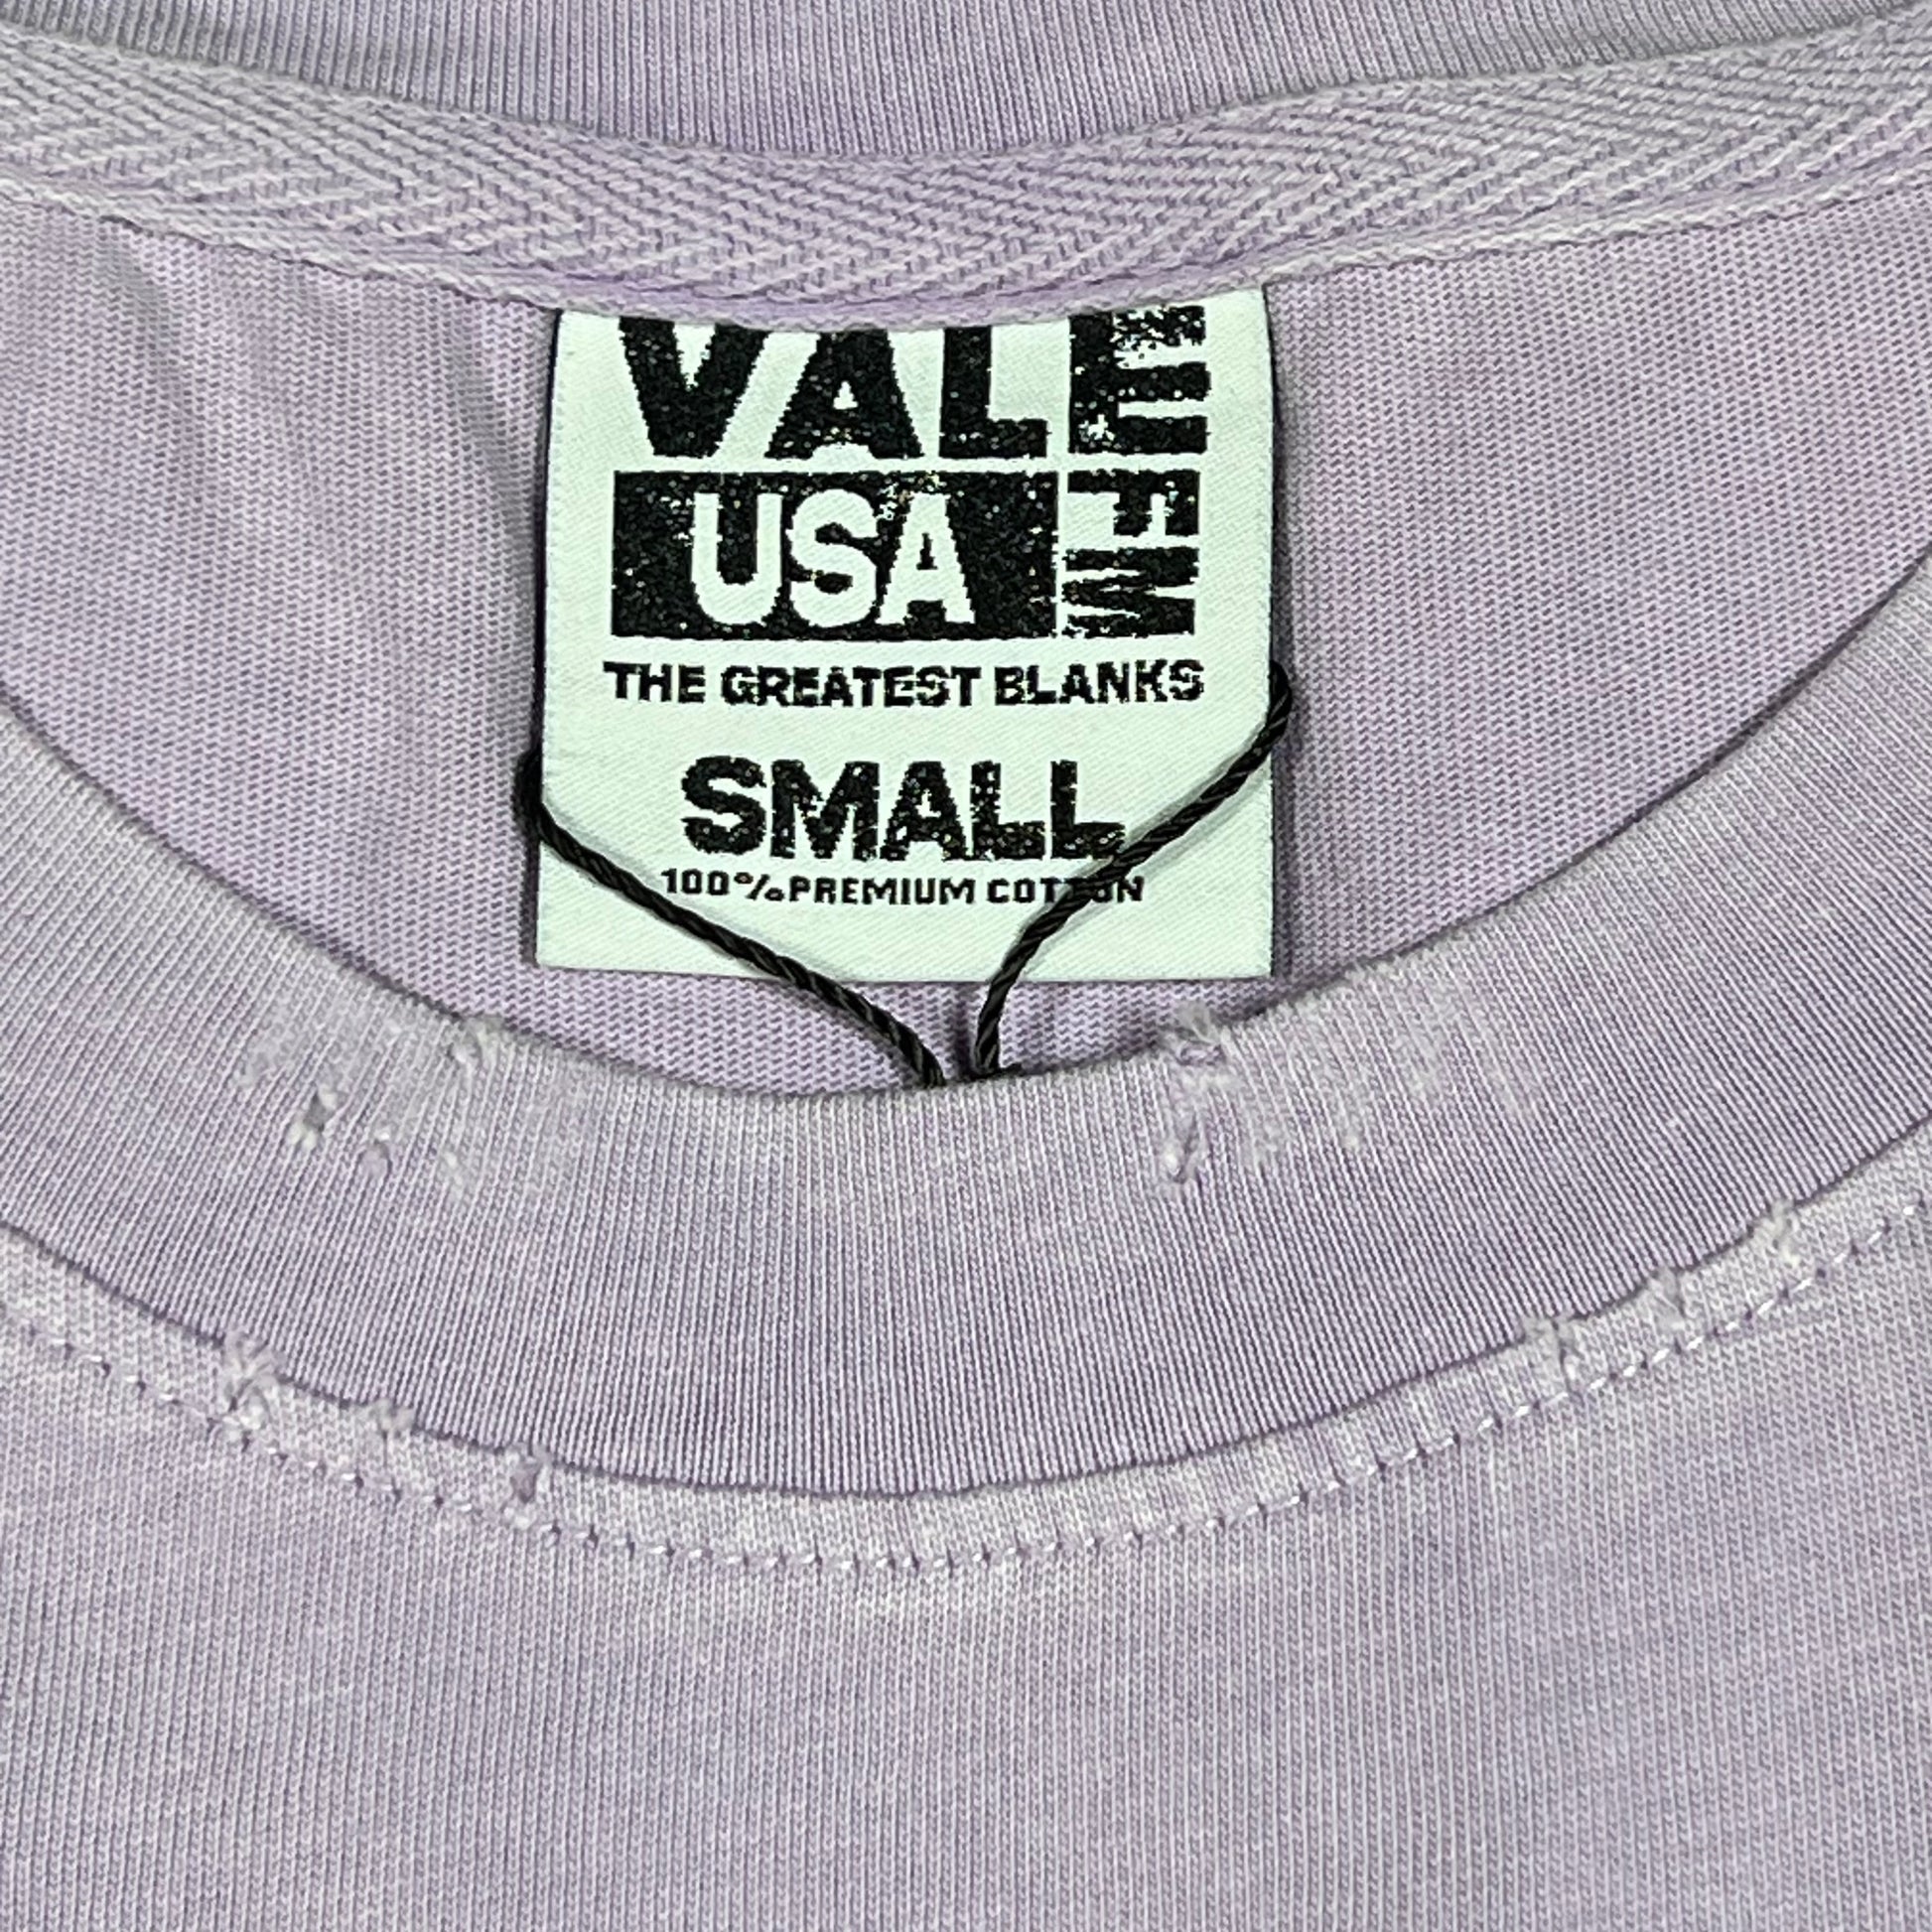 VALE
FM
USA
THE GREATEST BLANKS
SMALL
100% PREMIUM COTTON